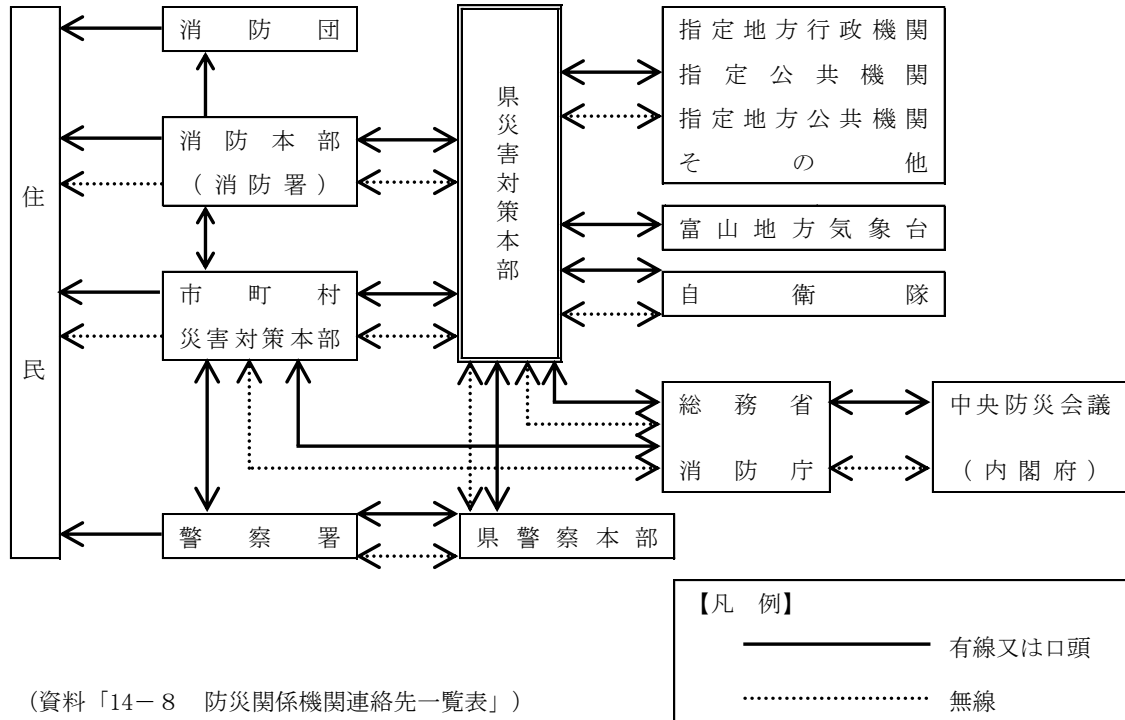 住民
消防団
消防本部
（消防署）
市町村
災害対策本部
警察署
県災害対策本部
県警察本部
指定地方行政機関
指定公共機関
指定地方公共機関
その他
富山地方気象台
自衛隊
総務省
消防庁
中央防災会議
（内閣府）
【凡　例】
有線又は口頭
無線
（資料「14－８　防災関係機関連絡先一覧表」）